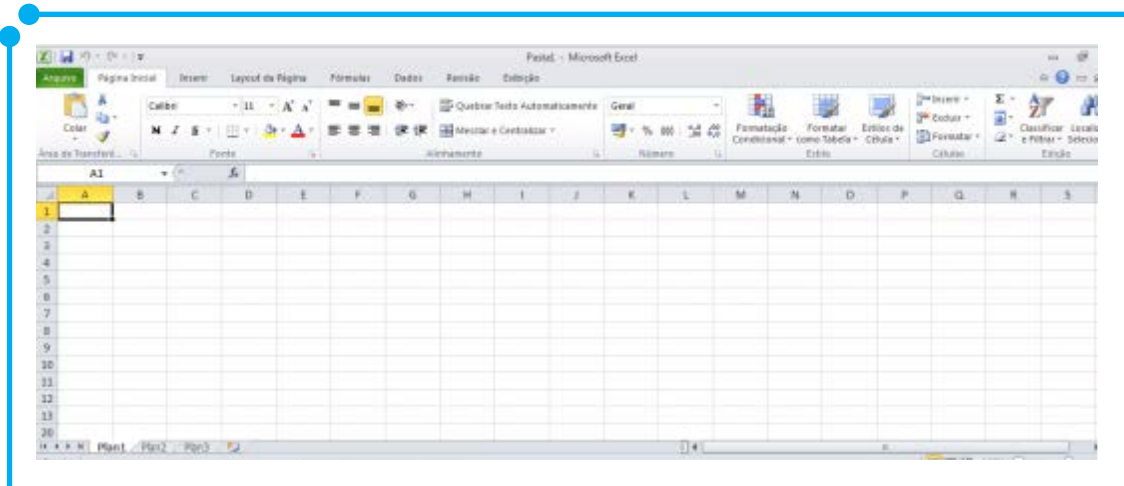 Pasta1 - Microsoft Excel
Arquivo Página Inicial Inserir Layout da Página Fórmulas Dados Revisão Exibição
Calibri 11 A A Quebrar Texto Automaticamente Geral Inserir Σ
Colar N I S A Mesclar e Centralizar % 000 Formatação Formatar Estilos de Excluir Classificar
Condicional como Tabela Célula Formatar e Filtrar
Fonte Alinhamento Número Estilo Células Edição
A1 fx
A B C D E F G H I J K L M N O P Q R S
1
2
3
4
5
6
7
8
9
10
11
12
13
20
Plan1 Plan2 Plan3